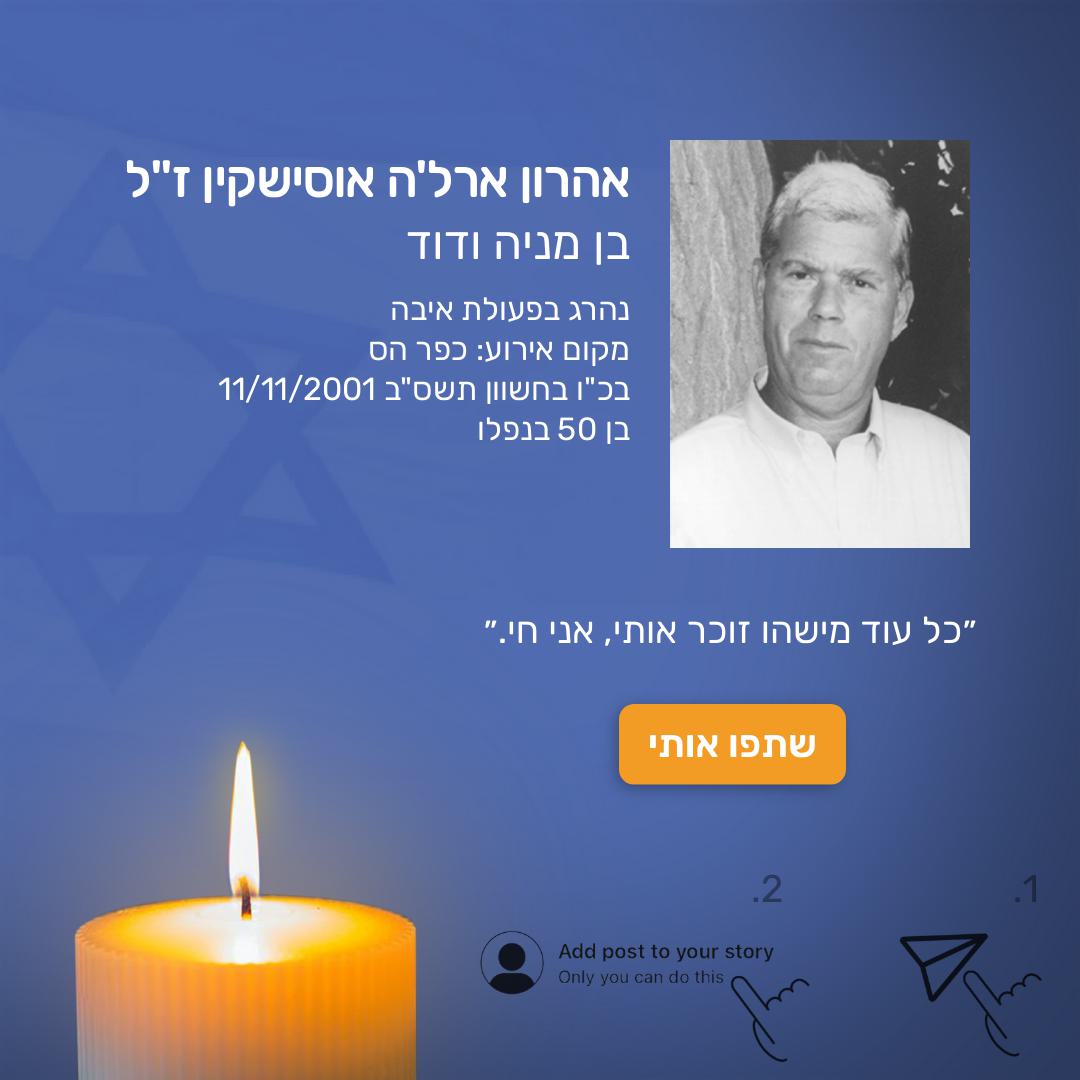 אהרון ארל'ה אוסישקין ז"ל
בן מניה ודוד
נהרג בפעולת איבה
מקום אירוע: כפר הס
בכ"ו בחשוון תשס"ב 11/11/2001
בן 50 בנפלו
״כל עוד מישהו זוכר אותי, אני חי.״
שתפו אותי
.1
.2
Add post to your story
Only you can do this